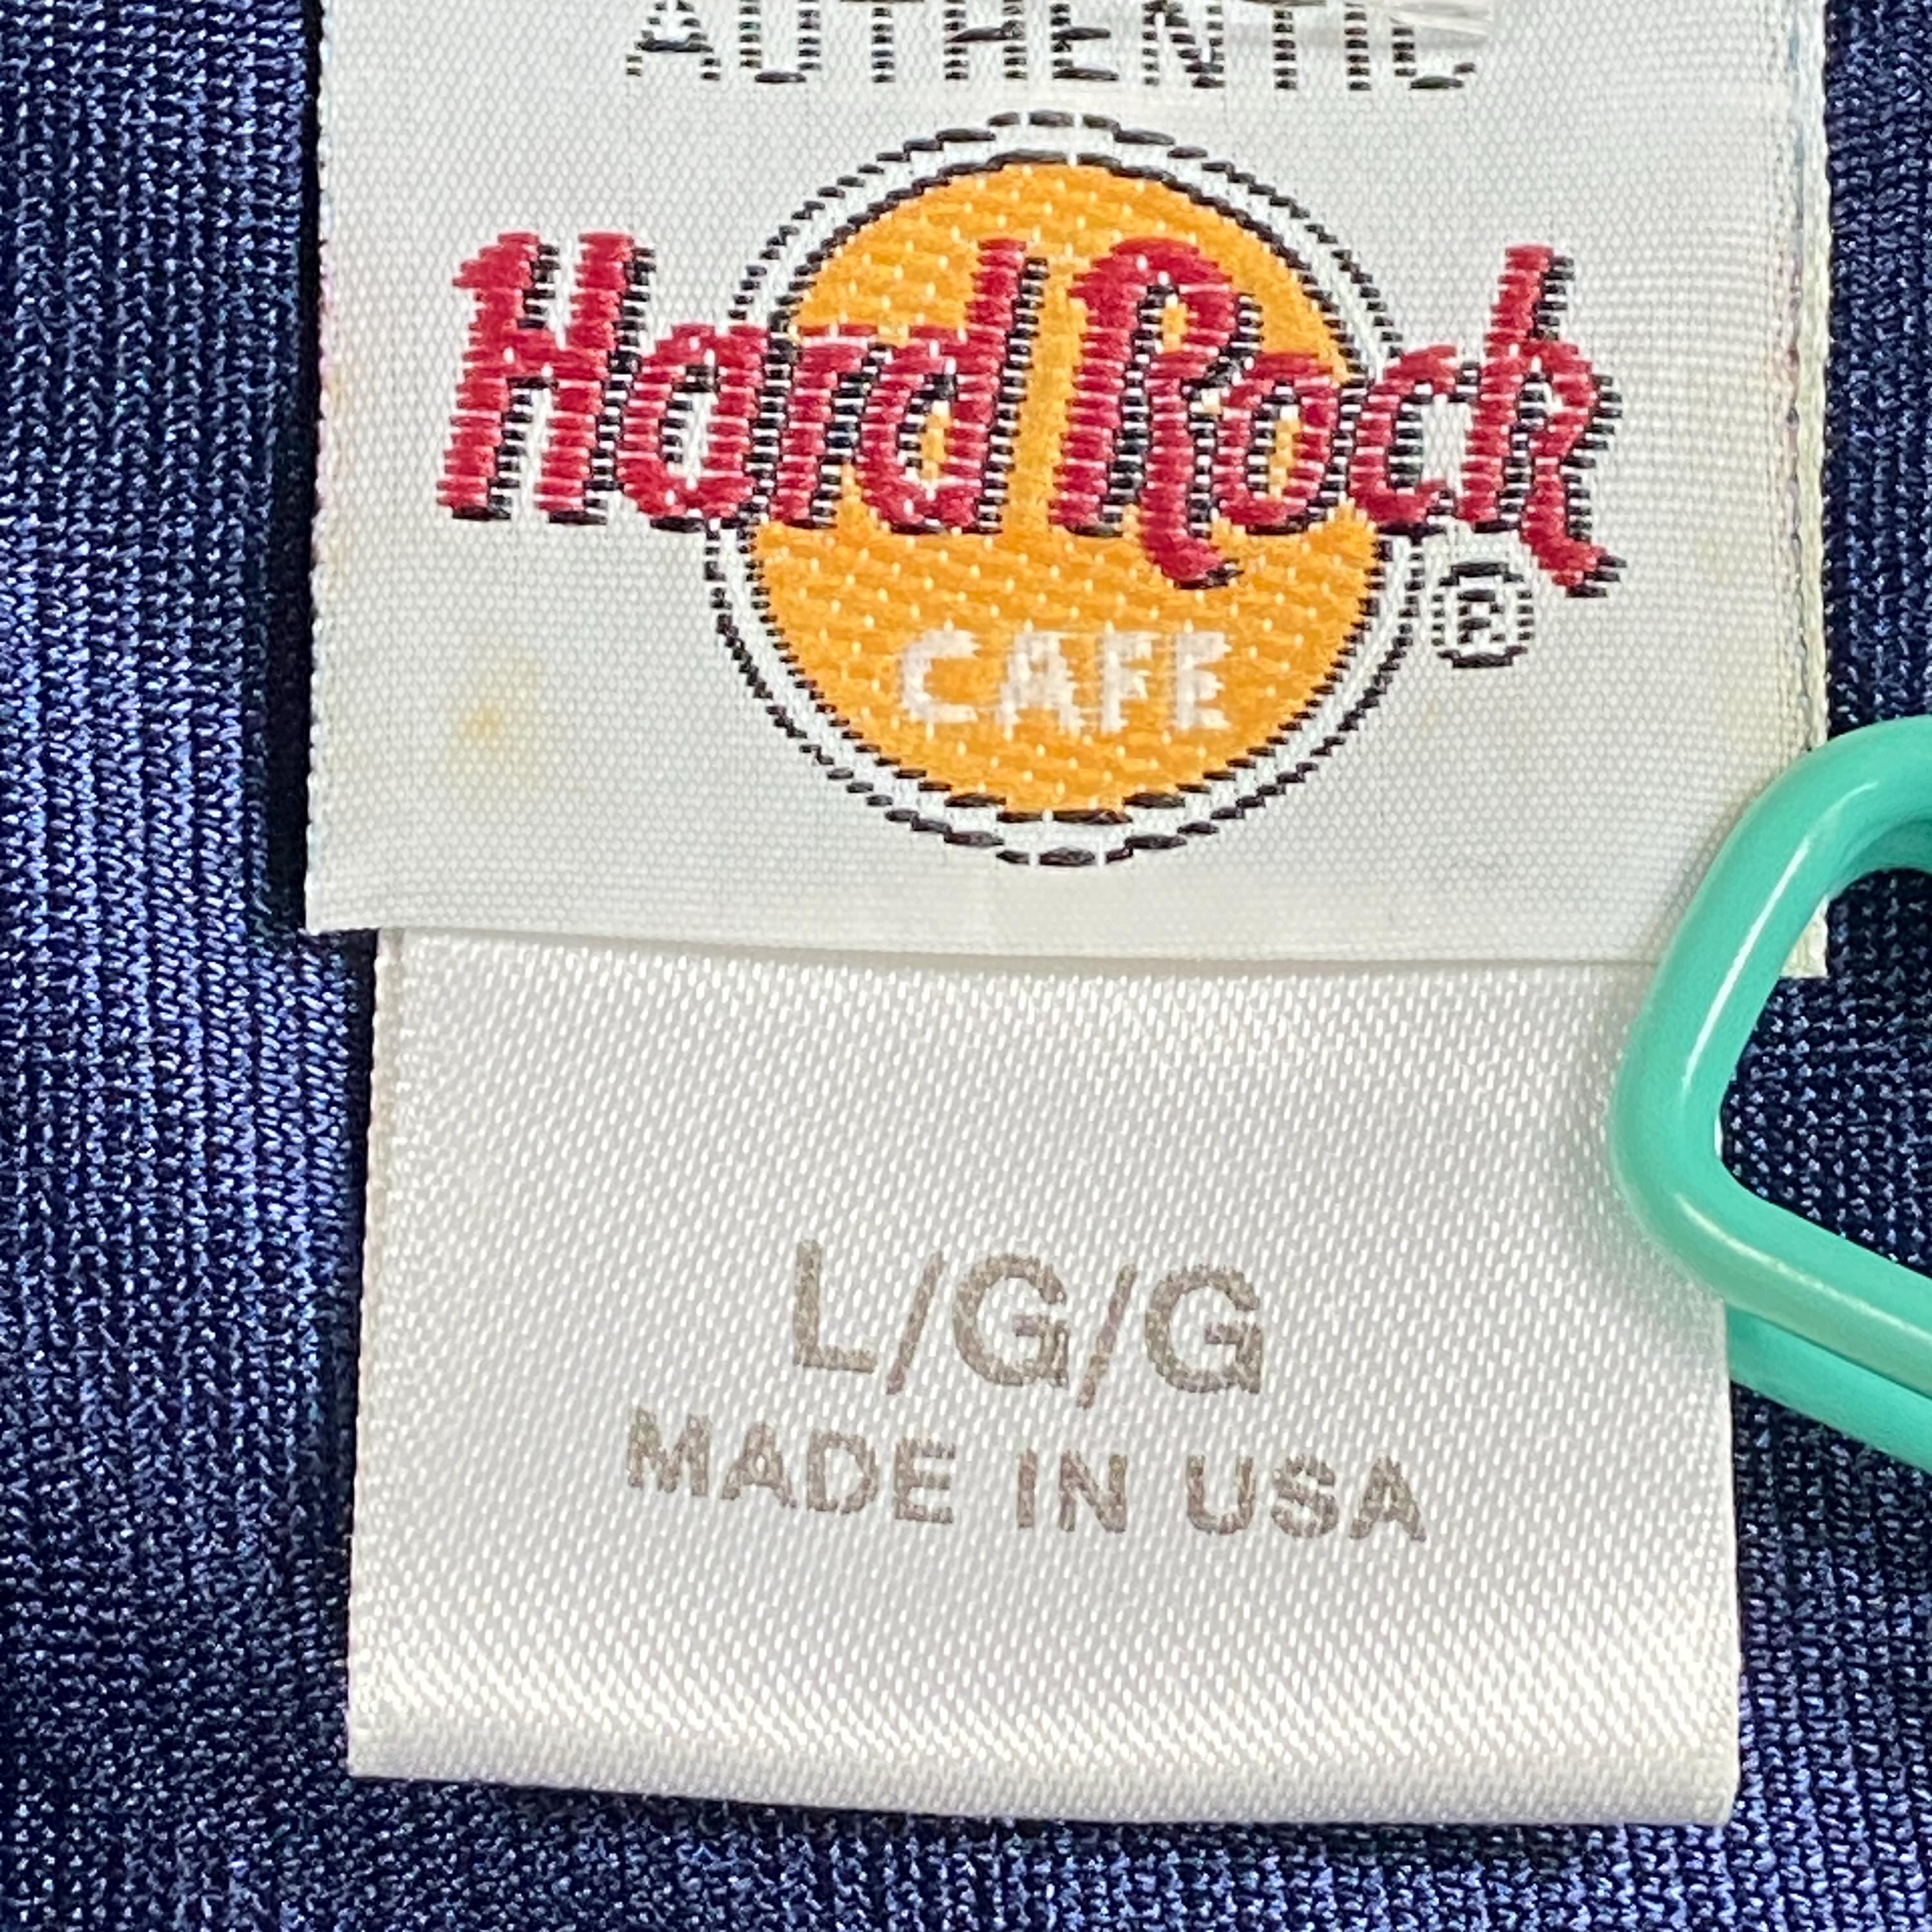 AUTHENTIC
Hard Rock
®
CAFE
L/G/G
MADE IN USA